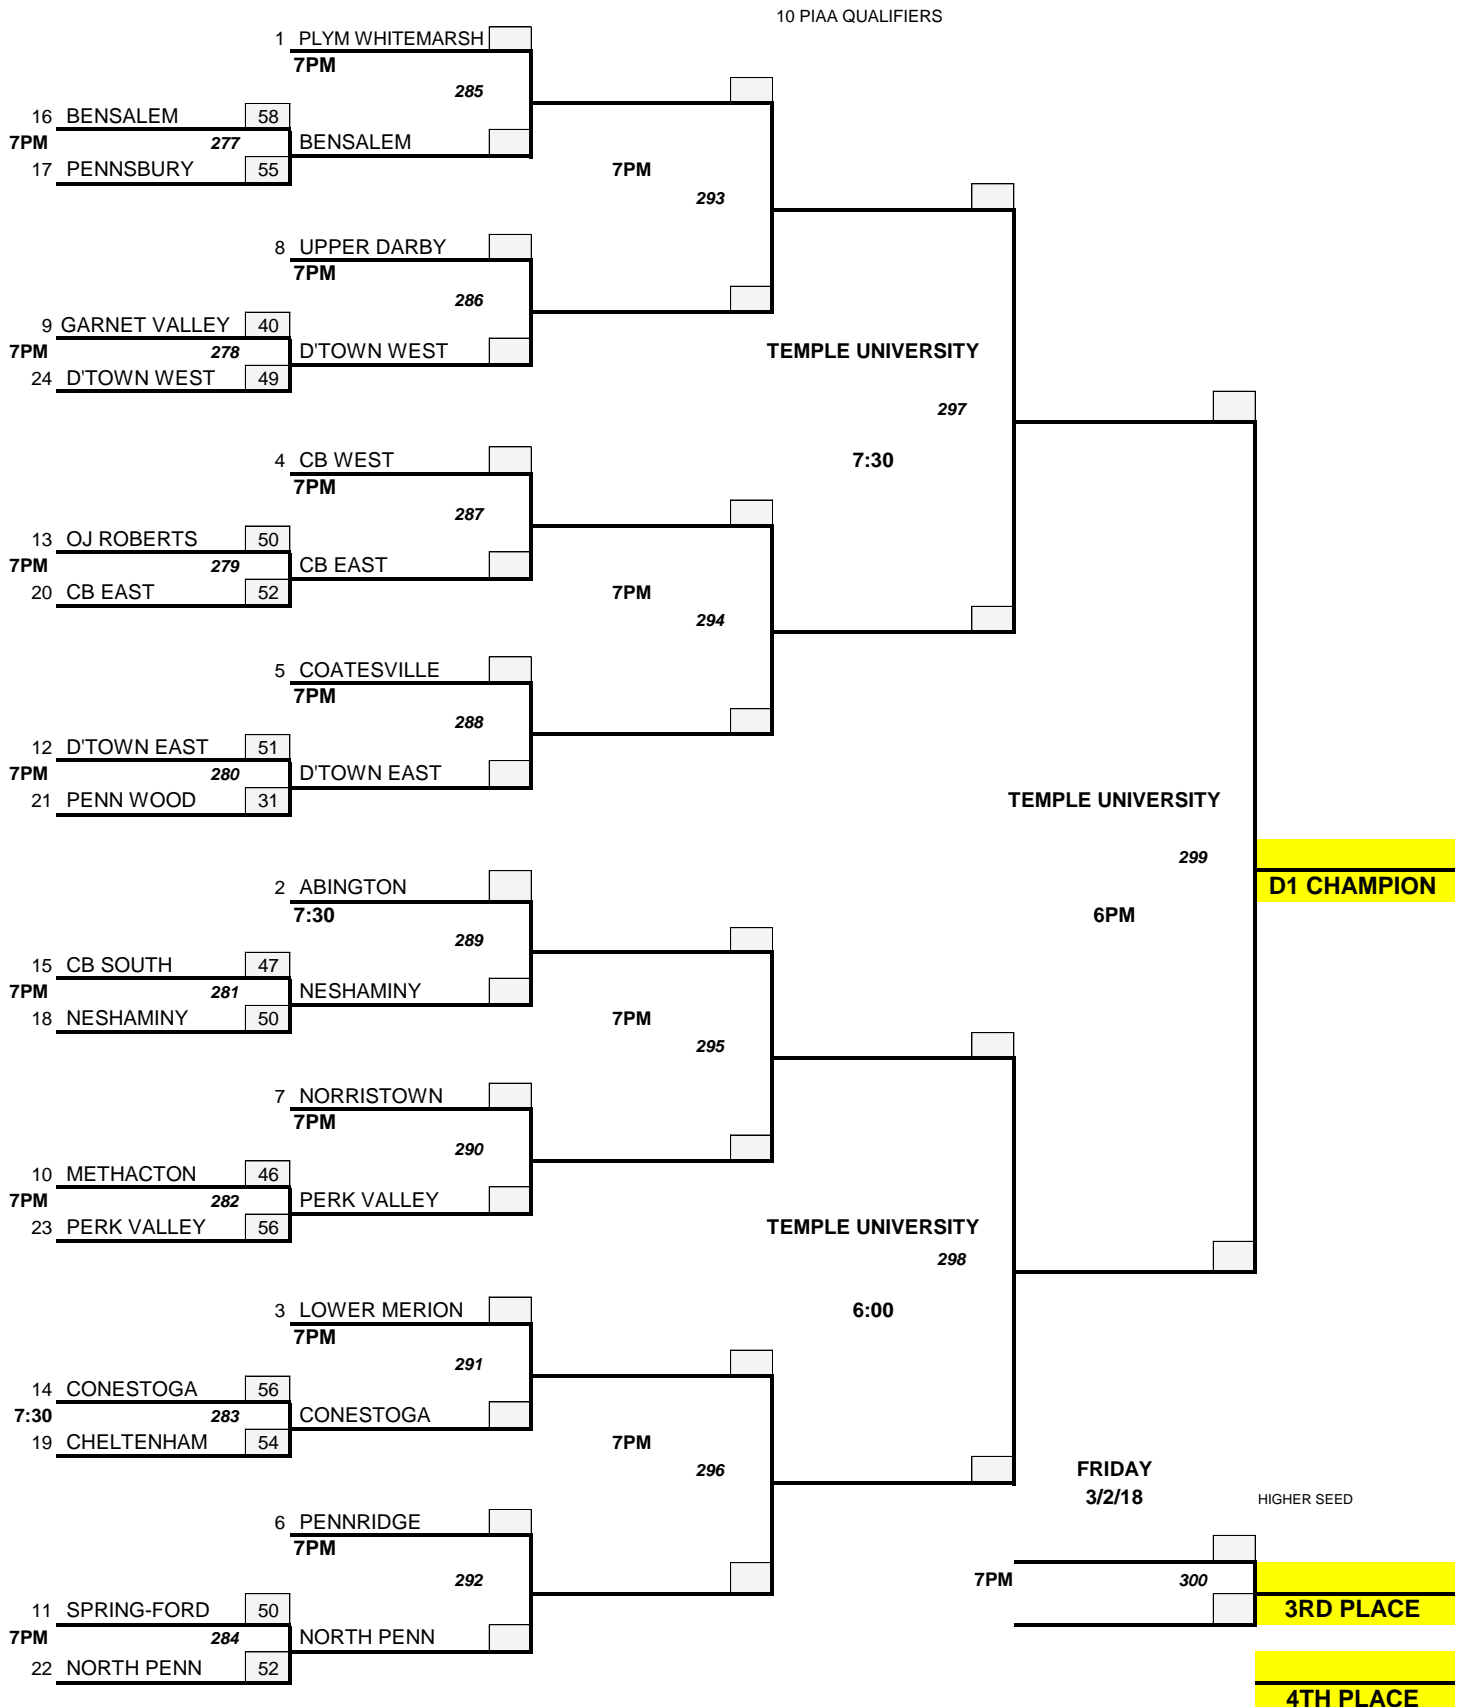 10 PIAA QUALIFIERS
1 PLYM WHITEMARSH
7PM
285
16 BENSALEM 58
7PM 277 BENSALEM
17 PENNSBURY 55
7PM
293
8 UPPER DARBY
7PM
286
9 GARNET VALLEY 40
7PM 278 D'TOWN WEST
24 D'TOWN WEST 49
TEMPLE UNIVERSITY
297
7:30
4 CB WEST
7PM
287
13 OJ ROBERTS 50
7PM 279 CB EAST
20 CB EAST 52
7PM
294
5 COATESVILLE
7PM
288
12 D'TOWN EAST 51
7PM 280 D'TOWN EAST
21 PENN WOOD 31
TEMPLE UNIVERSITY
299
D1 CHAMPION
6PM
2 ABINGTON
7:30
289
15 CB SOUTH 47
7PM 281 NESHAMINY
18 NESHAMINY 50
7PM
295
7 NORRISTOWN
7PM
290
10 METHACTON 46
7PM 282 PERK VALLEY
23 PERK VALLEY 56
TEMPLE UNIVERSITY
298
6:00
3 LOWER MERION
7PM
291
14 CONESTOGA 56
7:30 283 CONESTOGA
19 CHELTENHAM 54
7PM
296
FRIDAY
3/2/18
HIGHER SEED
6 PENNRIDGE
7PM
292
11 SPRING-FORD 50
7PM 284 NORTH PENN
22 NORTH PENN 52
7PM 300
3RD PLACE
4TH PLACE